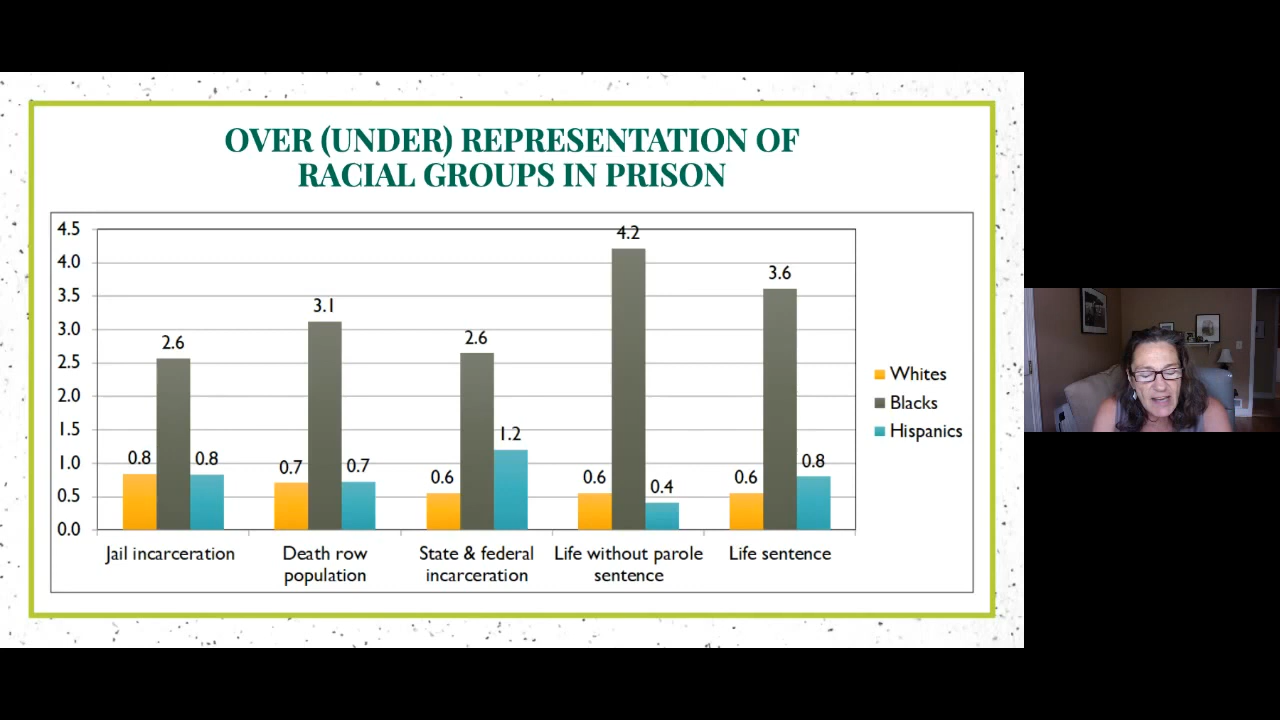 OVER (UNDER) REPRESENTATION OF
RACIAL GROUPS IN PRISON
4.5
4.0
3.5
3.0
2.5
2.0
1.5
1.0
0.5
0.0
0.8
2.6
0.8
0.7
3.1
0.7
0.6
2.6
1.2
0.6
4.2
0.4
0.6
3.6
0.8
Jail incarceration
Death row
population
State & federal
incarceration
Life without parole
sentence
Life sentence
Whites
Blacks
Hispanics